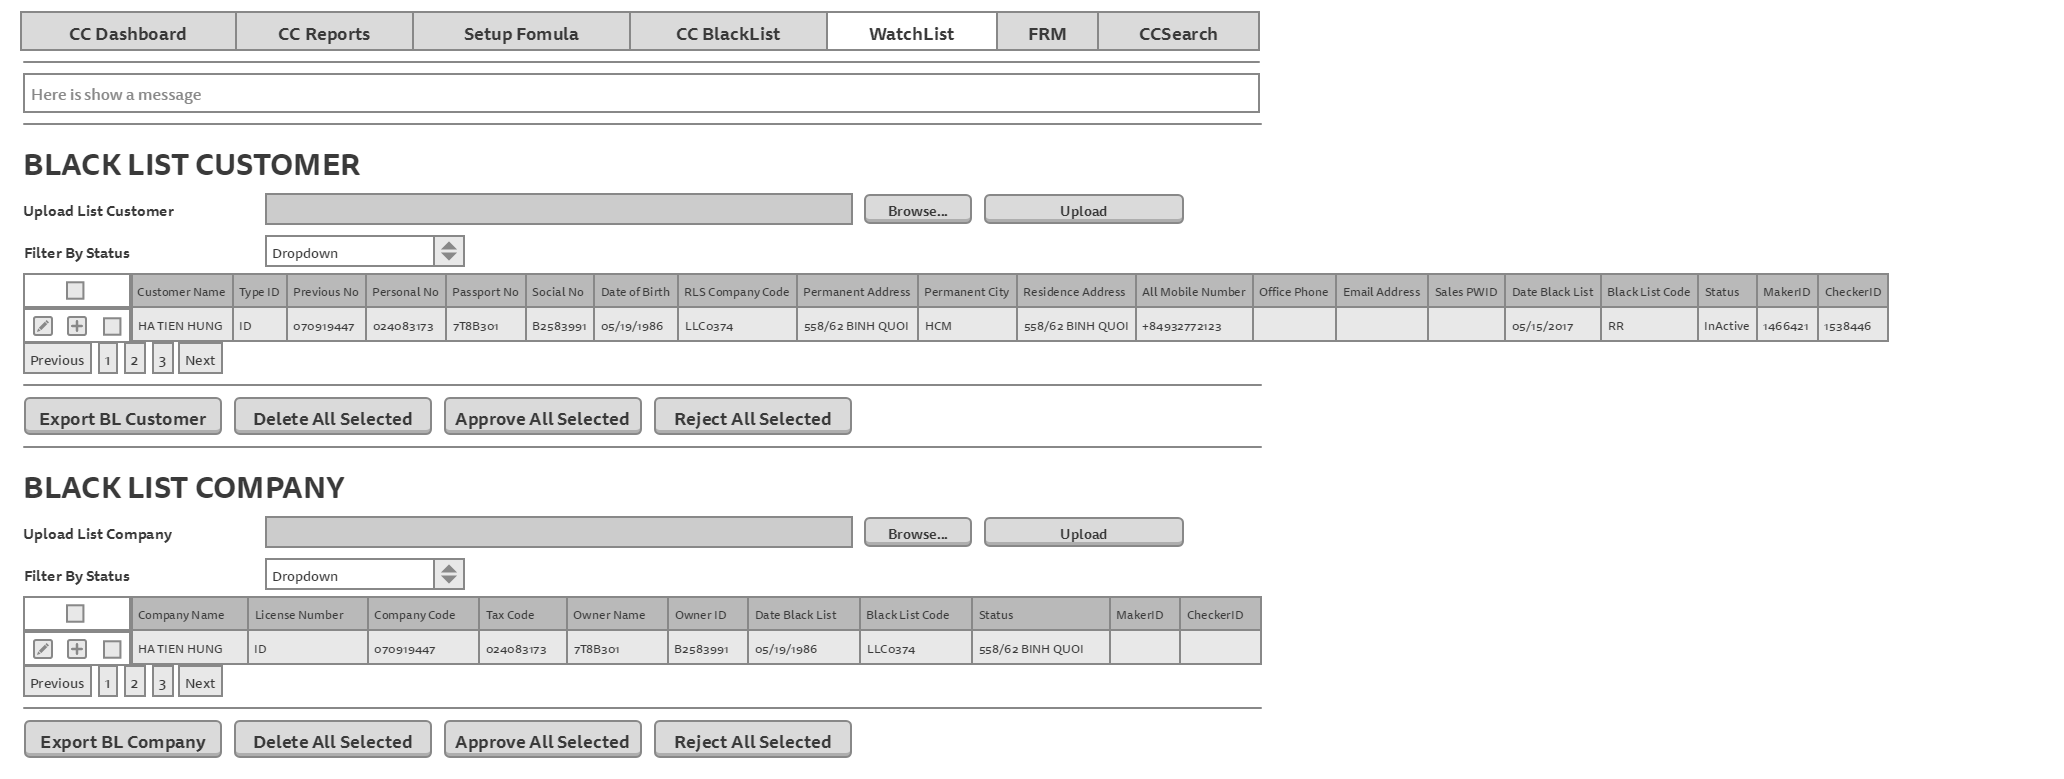 CC Dashboard CC Reports Setup Fomula CC BlackList WatchList FRM CCSearch
Here is show a message
BLACK LIST CUSTOMER
Upload List Customer Browse... Upload
Filter By Status Dropdown
Customer Name Type ID Previous No Personal No Passport No Social No Date of Birth RLS Company Code Permanent Address Permanent City Residence Address All Mobile Number Office Phone Email Address Sales PWID Date Black List Black List Code Status MakerID CheckerID
HA TIEN HUNG ID 070919447 024083173 7T8B301 B2583991 05/19/1986 LLC0374 558/62 BINH QUOI HCM 558/62 BINH QUOI +84932772123 05/15/2017 RR InActive 1466421 1538446
Previous 1 2 3 Next
Export BL Customer Delete All Selected Approve All Selected Reject All Selected
BLACK LIST COMPANY
Upload List Company Browse... Upload
Filter By Status Dropdown
Company Name License Number Company Code Tax Code Owner Name Owner ID Date Black List Black List Code Status MakerID CheckerID
HA TIEN HUNG ID 070919447 024083173 7T8B301 B2583991 05/19/1986 LLC0374 558/62 BINH QUOI
Previous 1 2 3 Next
Export BL Company Delete All Selected Approve All Selected Reject All Selected